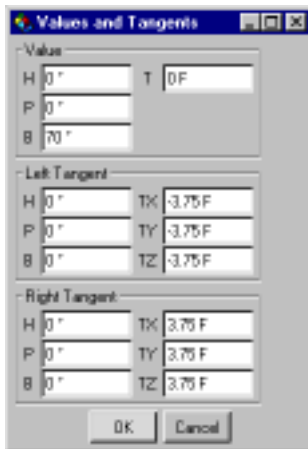 Values and Tangents
Value
H 0 ° T 0 F
P 0 °
B 70 °
Left Tangent
H 0 ° TX -3.75 F
P 0 ° TY -3.75 F
B 0 ° TZ -3.75 F
Right Tangent
H 0 ° TX 3.75 F
P 0 ° TY 3.75 F
B 0 ° TZ 3.75 F
OK Cancel